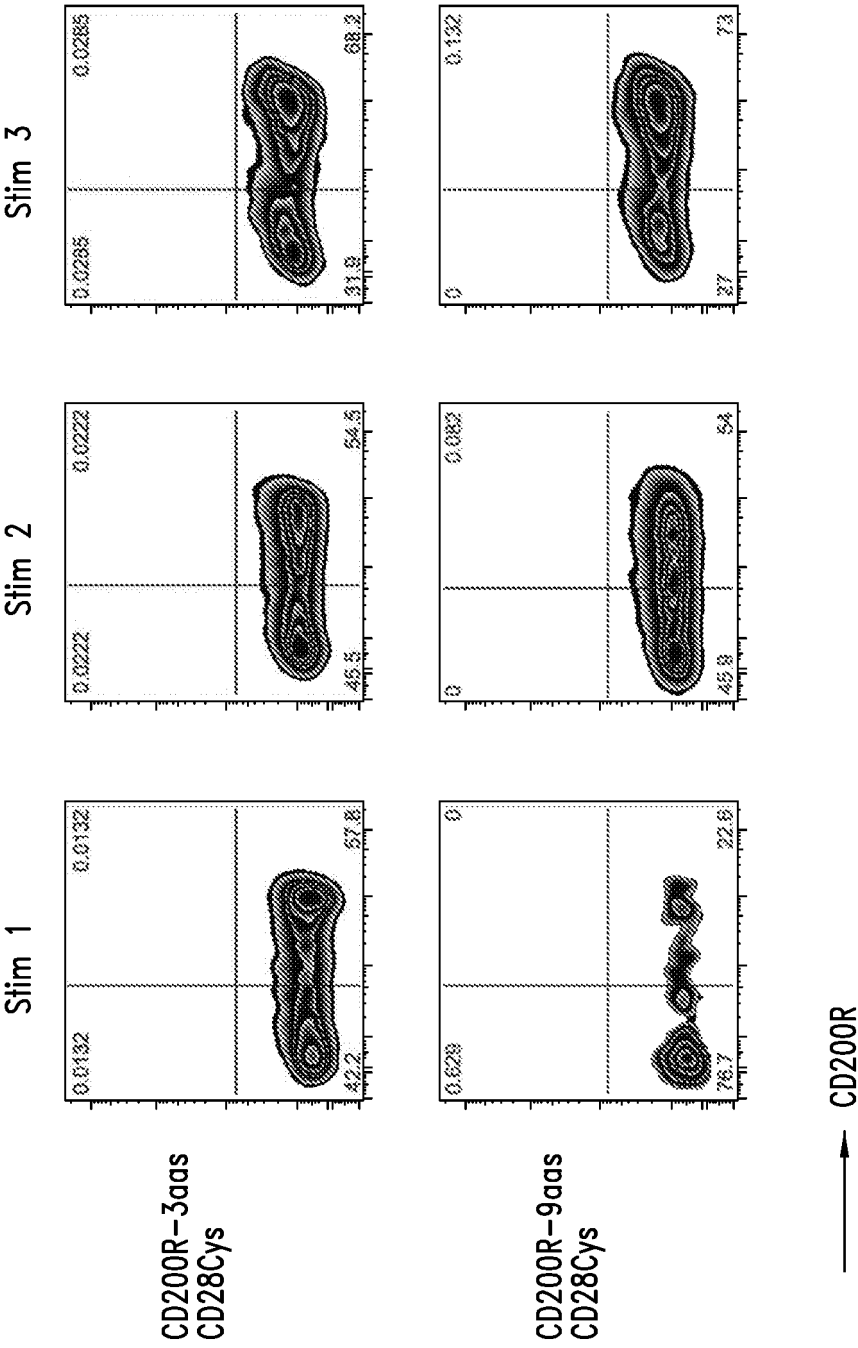 Stim 1
Stim 2
Stim 3
CD200R-3aas
CD28Cys
0.0132 0.0132
42.2 57.8
0.0222 0.0222
45.5 54.5
0.0285 0.0285
31.9 68.2
CD200R-9aas
CD28Cys
0.629 0
76.7 22.6
0 0.082
45.9 54
0 0.132
27 73
CD200R